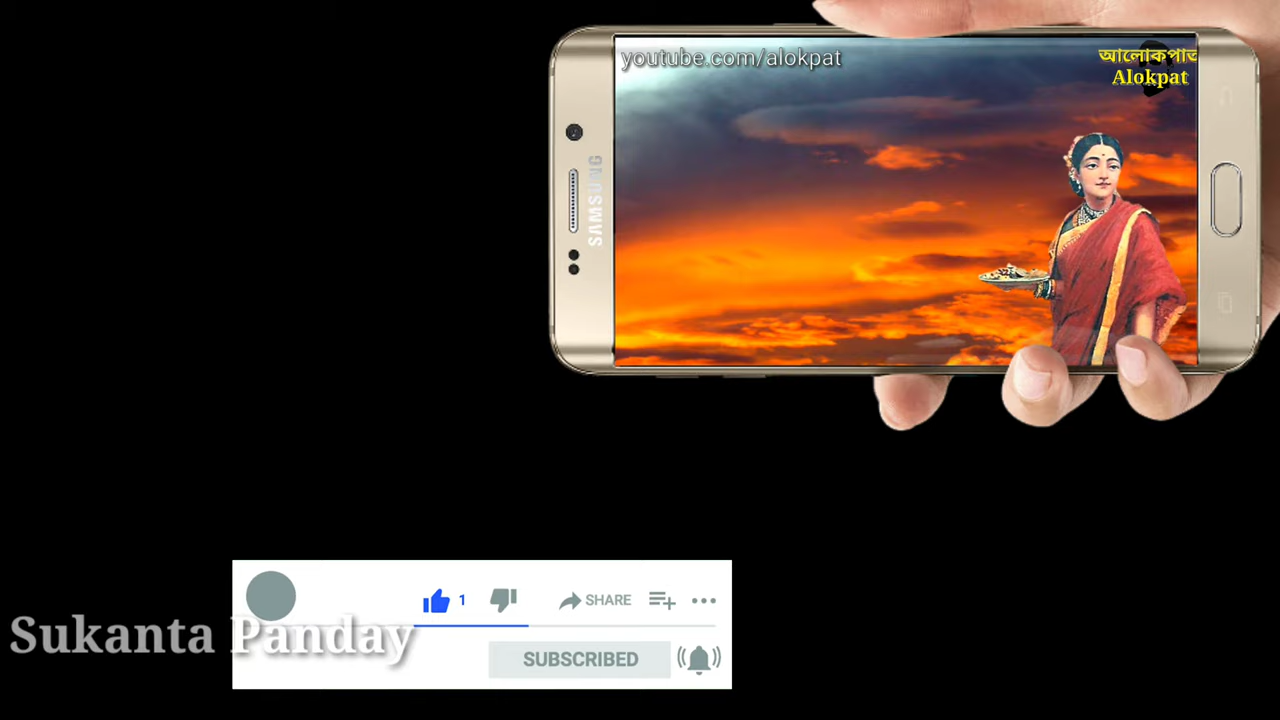 youtube.com/alokpat
আলোকপাত
Alokpat
SAMSUNG
1
SHARE
Sukanta Panday
SUBSCRIBED